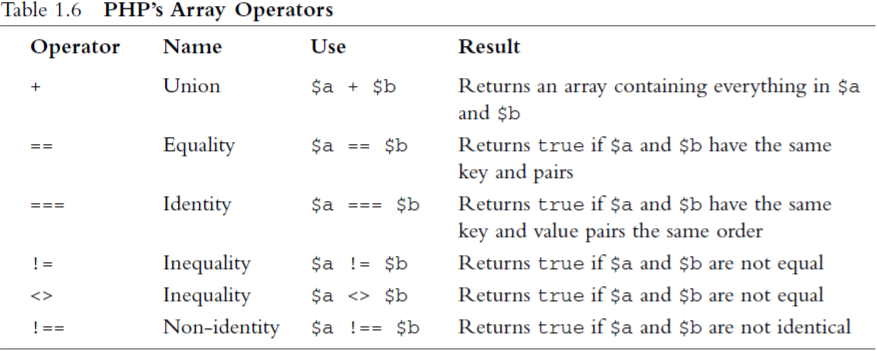 Table 1.6 PHP's Array Operators
Operator Name Use Result
+ Union $a + $b Returns an array containing everything in $a
and $b
== Equality $a == $b Returns true if $a and $b have the same
key and pairs
=== Identity $a === $b Returns true if $a and $b have the same
key and value pairs the same order
!= Inequality $a != $b Returns true if $a and $b are not equal
<> Inequality $a <> $b Returns true if $a and $b are not equal
!== Non-identity $a !== $b Returns true if $a and $b are not identical